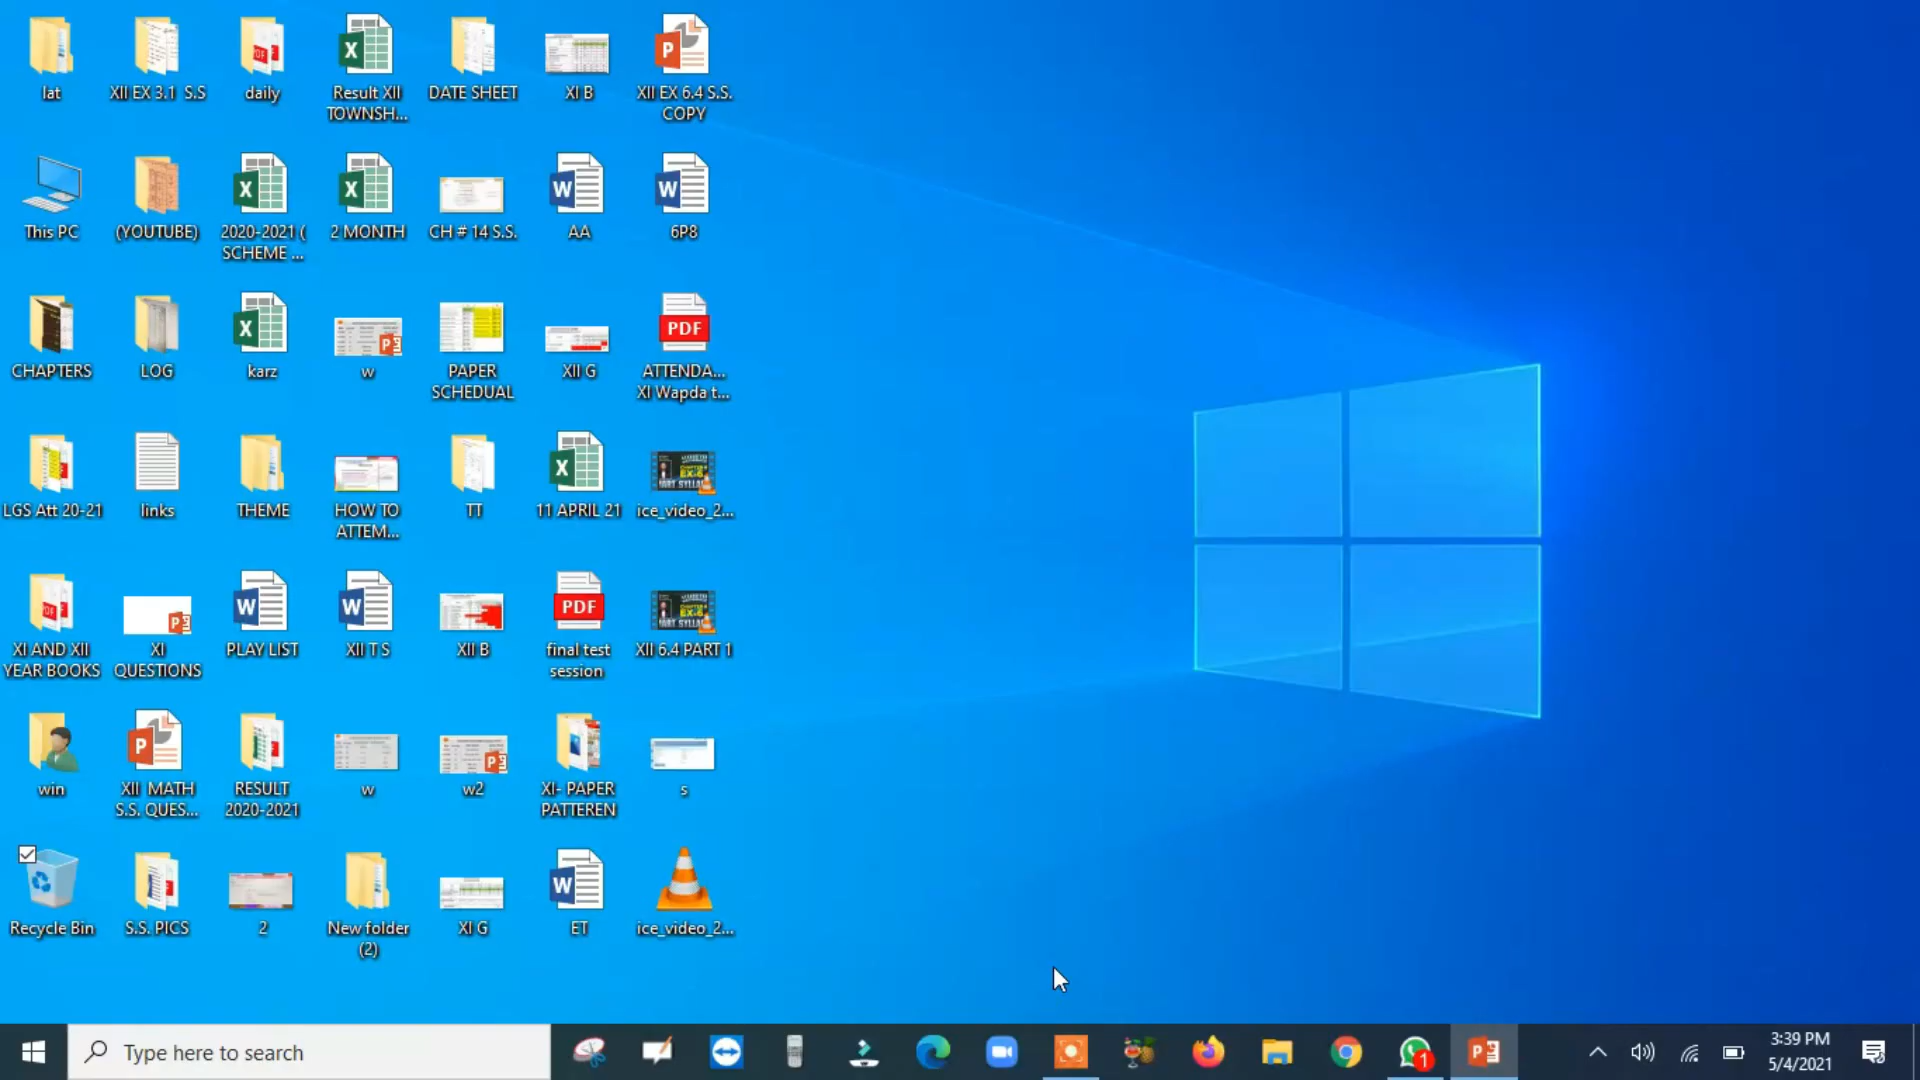 lat
XII EX 3.1 S.S
daily
Result XII
TOWNSH...
DATE SHEET
XI B
XII EX 6.4 S.S.
COPY
This PC
(YOUTUBE)
2020-2021 (
SCHEME ...
2 MONTH
CH # 14 S.S.
AA
6P8
CHAPTERS
LOG
karz
w
PAPER
SCHEDUAL
XII G
PDF
ATTENDA...
XI Wapda t...
LGS Att 20-21
links
THEME
HOW TO
ATTEM...
TT
11 APRIL 21
ice_video_2...
XI AND XII
YEAR BOOKS
XI
QUESTIONS
PLAY LIST
XII T S
XII B
PDF
final test
session
XII 6.4 PART 1
win
XII MATH
S.S. QUES...
RESULT
2020-2021
w
w2
XI- PAPER
PATTEREN
s
Recycle Bin
S.S. PICS
2
New folder
(2)
XI G
ET
ice_video_2...
Type here to search
1
3:39 PM
5/4/2021